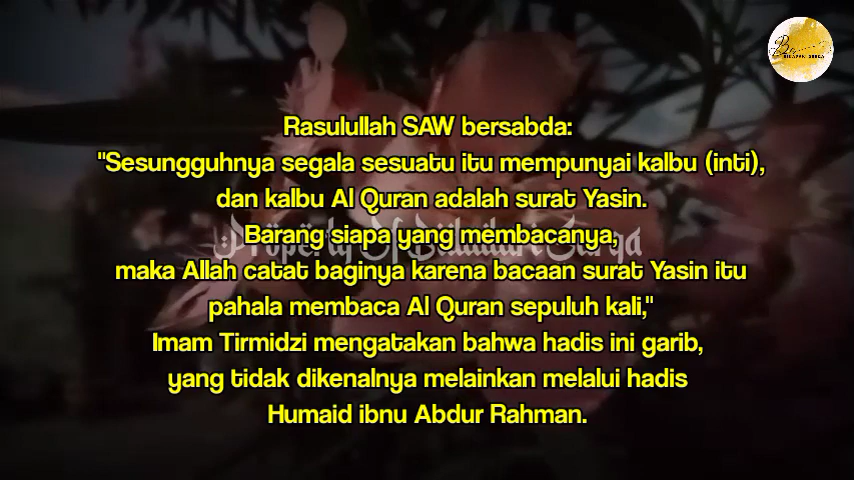 Rasulullah SAW bersabda:
"Sesungguhnya segala sesuatu itu mempunyai kalbu (inti),
dan kalbu Al Quran adalah surat Yasin.
Barang siapa yang membacanya,
maka Allah catat baginya karena bacaan surat Yasin itu
pahala membaca Al Quran sepuluh kali,"
Imam Tirmidzi mengatakan bahwa hadis ini garib,
yang tidak dikenalnya melainkan melalui hadis
Humaid ibnu Abdur Rahman.